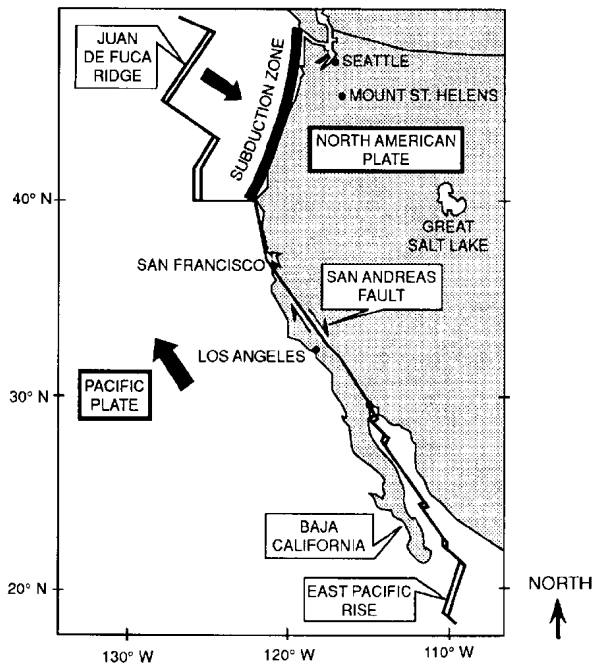 JUAN
DE FUCA
RIDGE
SUBDUCTION ZONE
SEATTLE
MOUNT ST. HELENS
NORTH AMERICAN
PLATE
40° N
GREAT
SALT LAKE
SAN FRANCISCO
SAN ANDREAS
FAULT
LOS ANGELES
PACIFIC
PLATE
30° N
BAJA
CALIFORNIA
EAST PACIFIC
RISE
20° N
NORTH
130° W
120° W
110° W